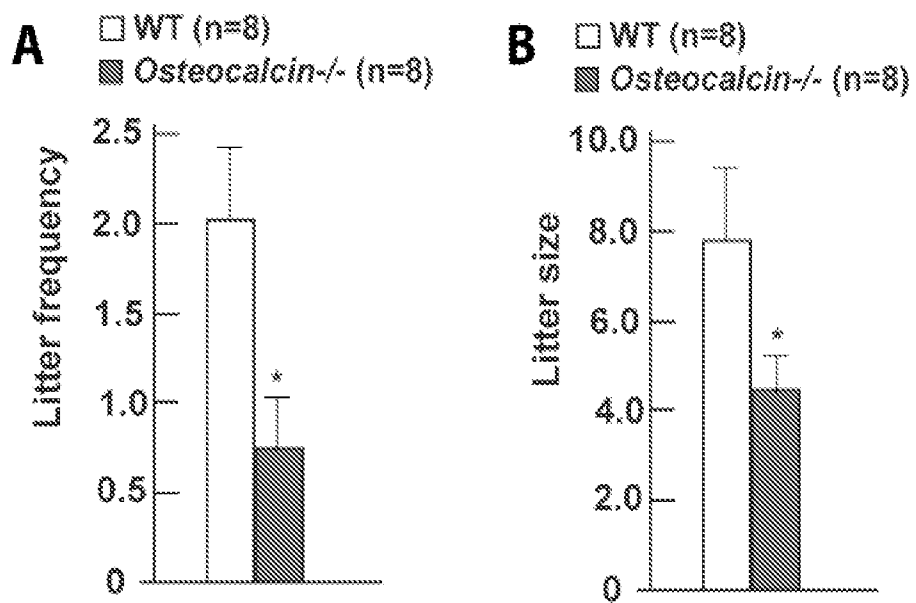 A
WT (n=8)
Osteocalcin-/- (n=8)
Litter frequency
2.5
2.0
1.5
1.0
0.5
0
*
B
WT (n=8)
Osteocalcin-/- (n=8)
Litter size
10.0
8.0
6.0
4.0
2.0
0
*